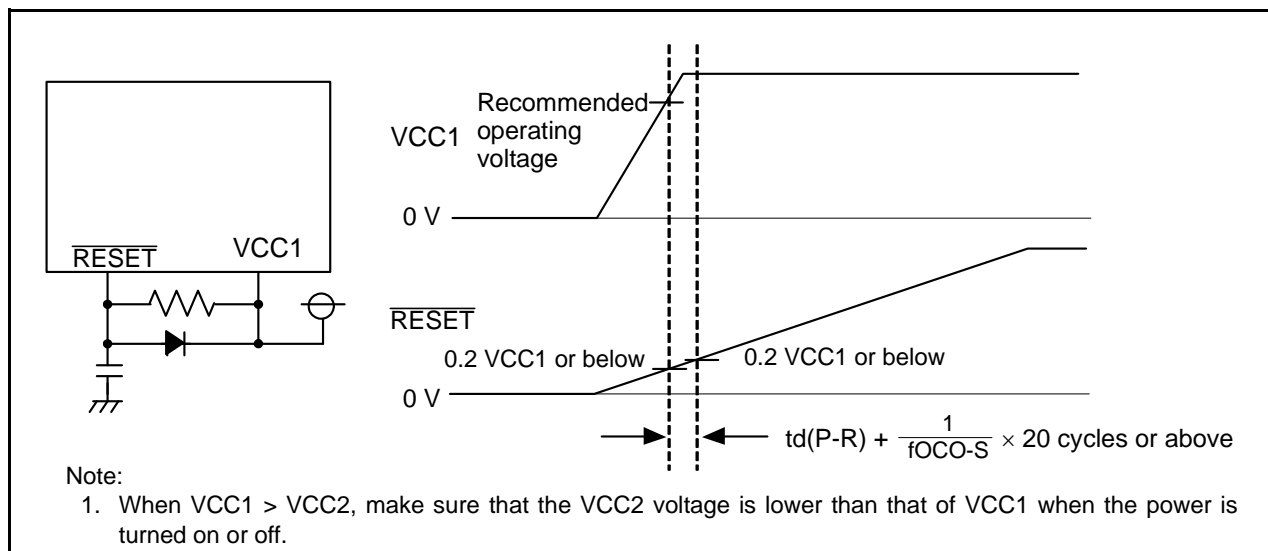 RESET
VCC1
VCC1
Recommended
operating
voltage
0 V
RESET
0.2 VCC1 or below
0.2 VCC1 or below
0 V
td(P-R) + 1/fOCO-S × 20 cycles or above
Note:
1. When VCC1 > VCC2, make sure that the VCC2 voltage is lower than that of VCC1 when the power is
turned on or off.